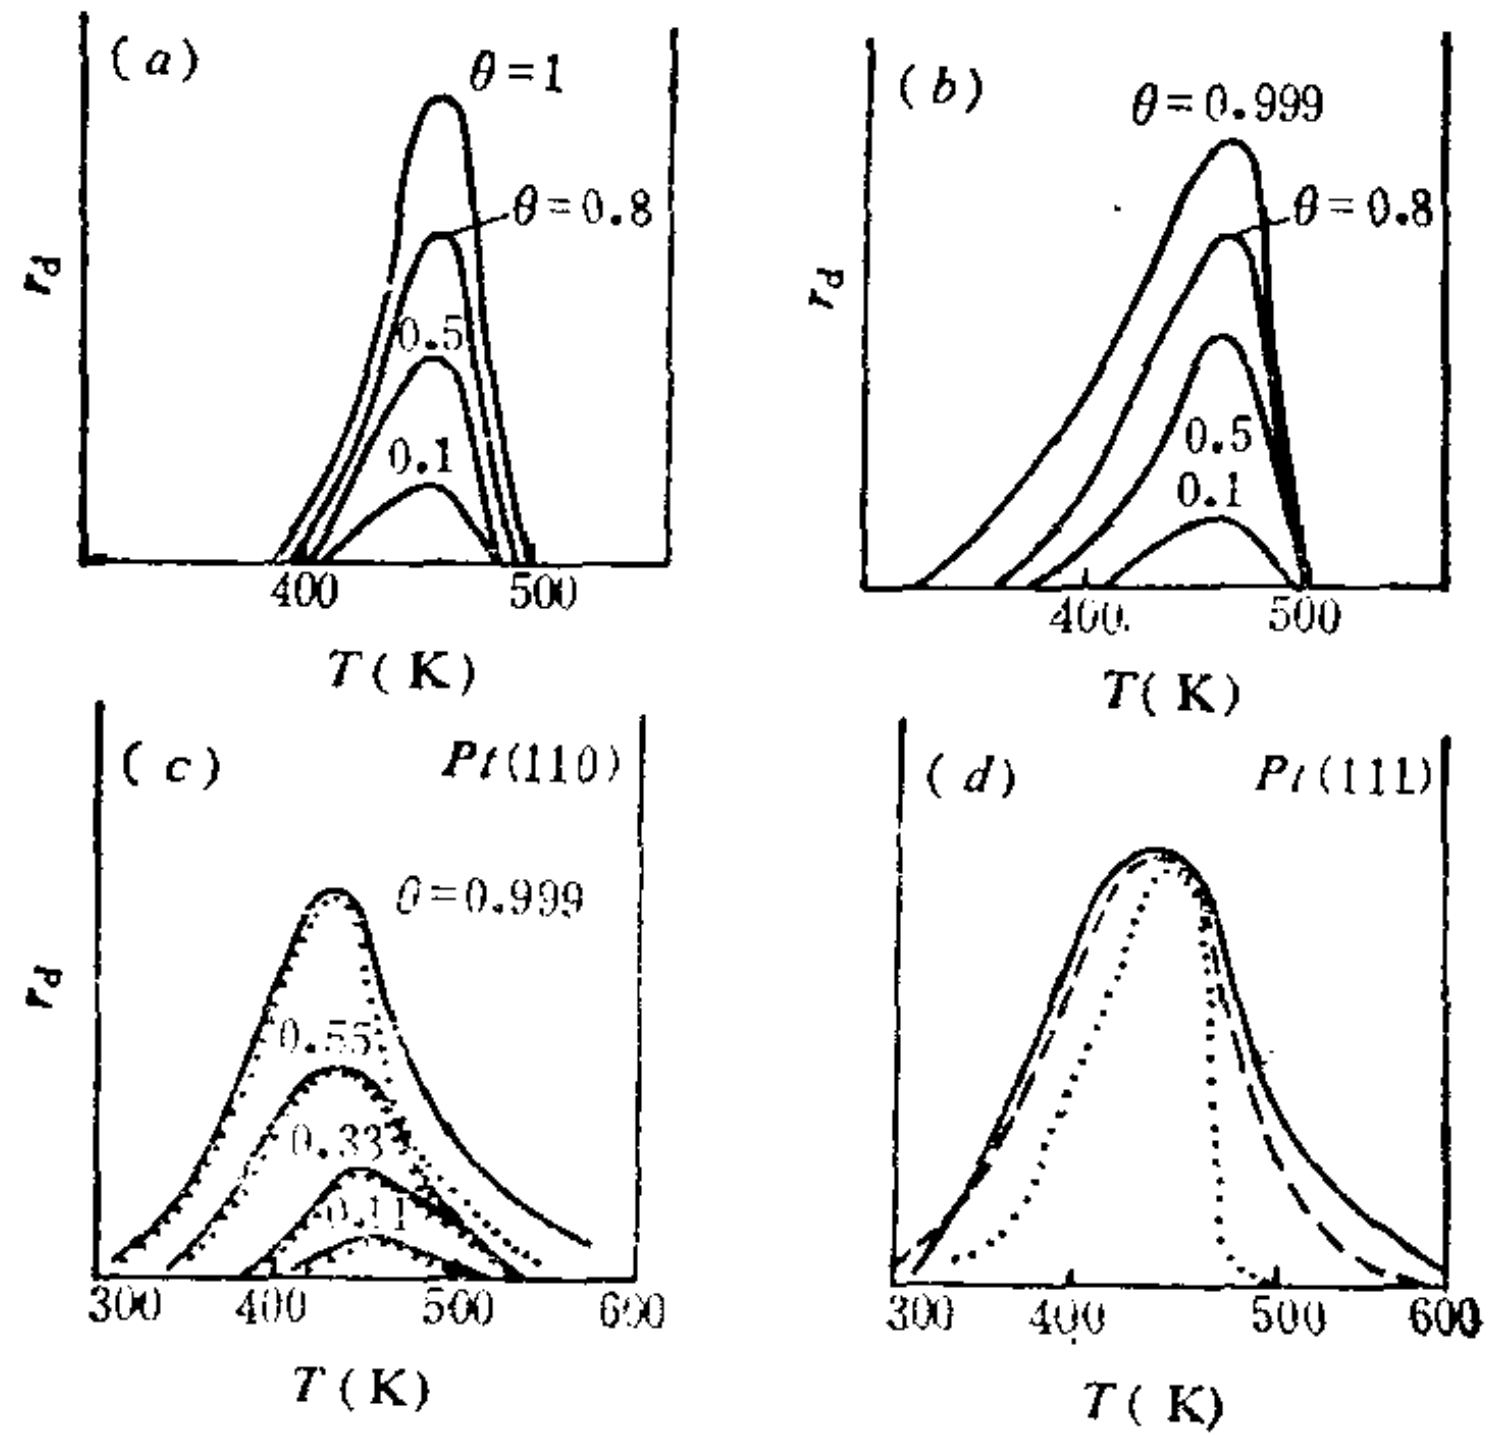 (a)
θ=1
θ=0.8
0.5
0.1
r_d
400 500
T(K)
(b)
θ=0.999
θ=0.8
0.5
0.1
r_d
400. 500
T(K)
(c) Pt(110)
θ=0.999
0.55
0.33
0.11
r_d
300 400 500 600
T(K)
(d) Pt(111)
300 400 500 600
T(K)